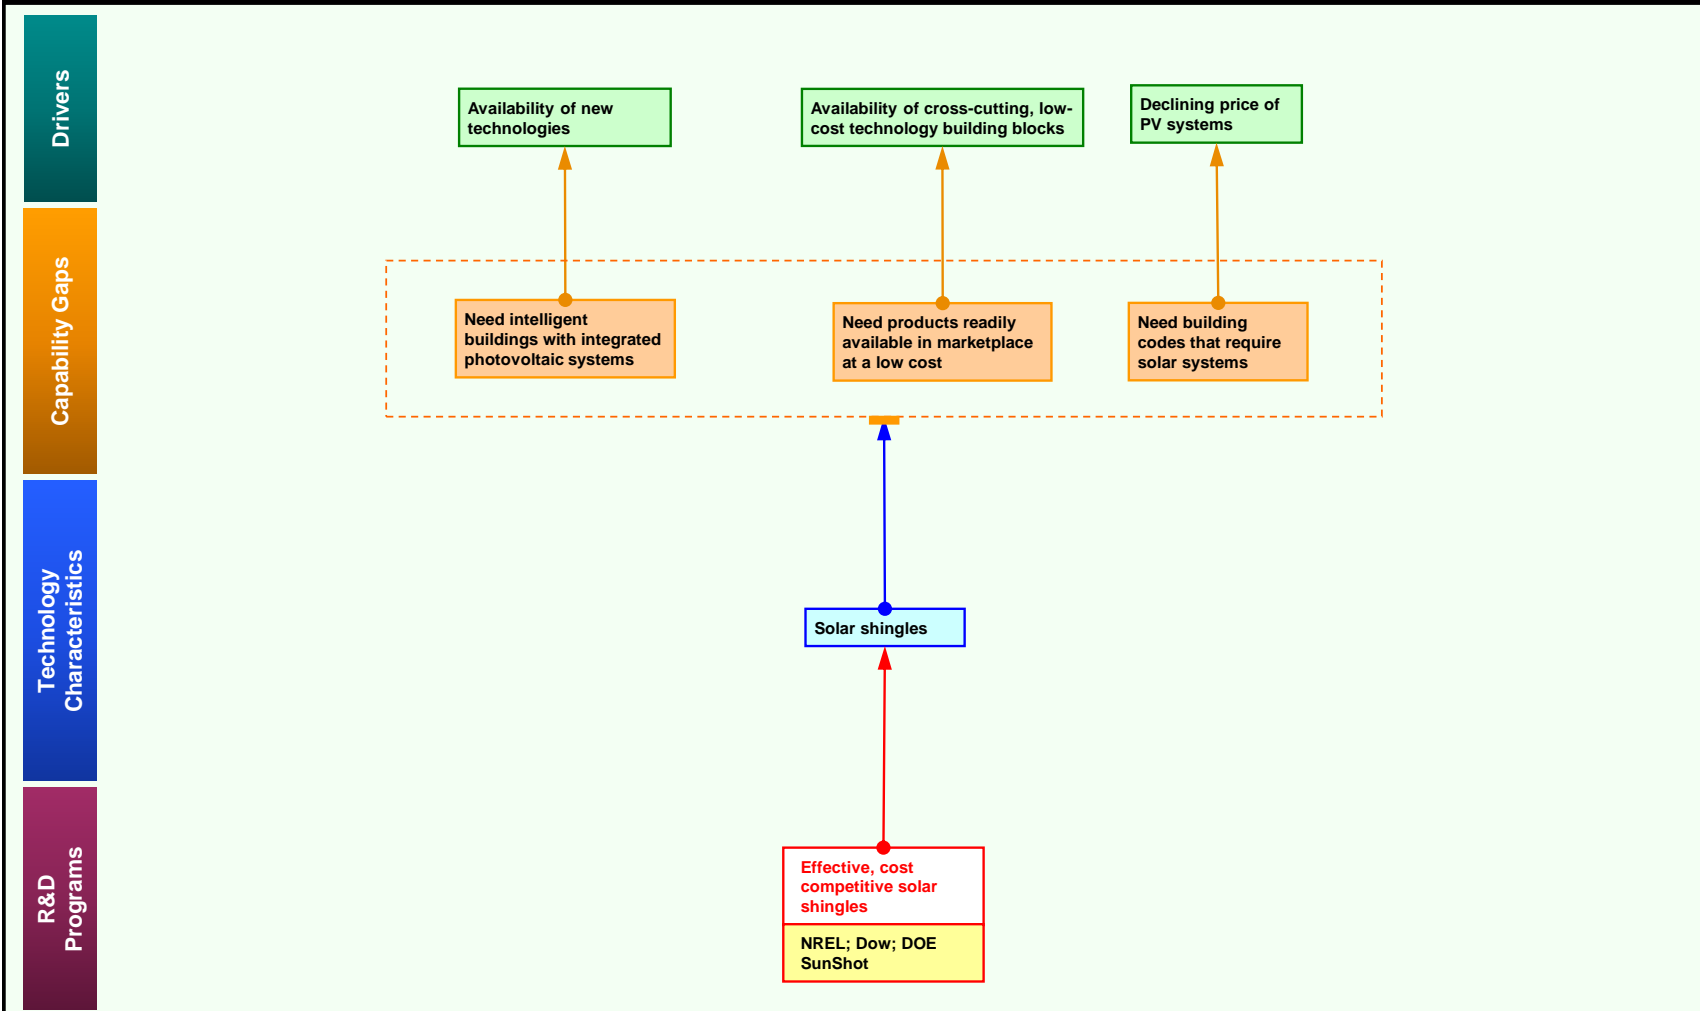 Drivers
Availability of new
technologies
Availability of cross-cutting, low-
cost technology building blocks
Declining price of
PV systems
Capability Gaps
Need intelligent
buildings with integrated
photovoltaic systems
Need products readily
available in marketplace
at a low cost
Need building
codes that require
solar systems
Technology
Characteristics
Solar shingles
R&D
Programs
Effective, cost
competitive solar
shingles
NREL; Dow; DOE
SunShot